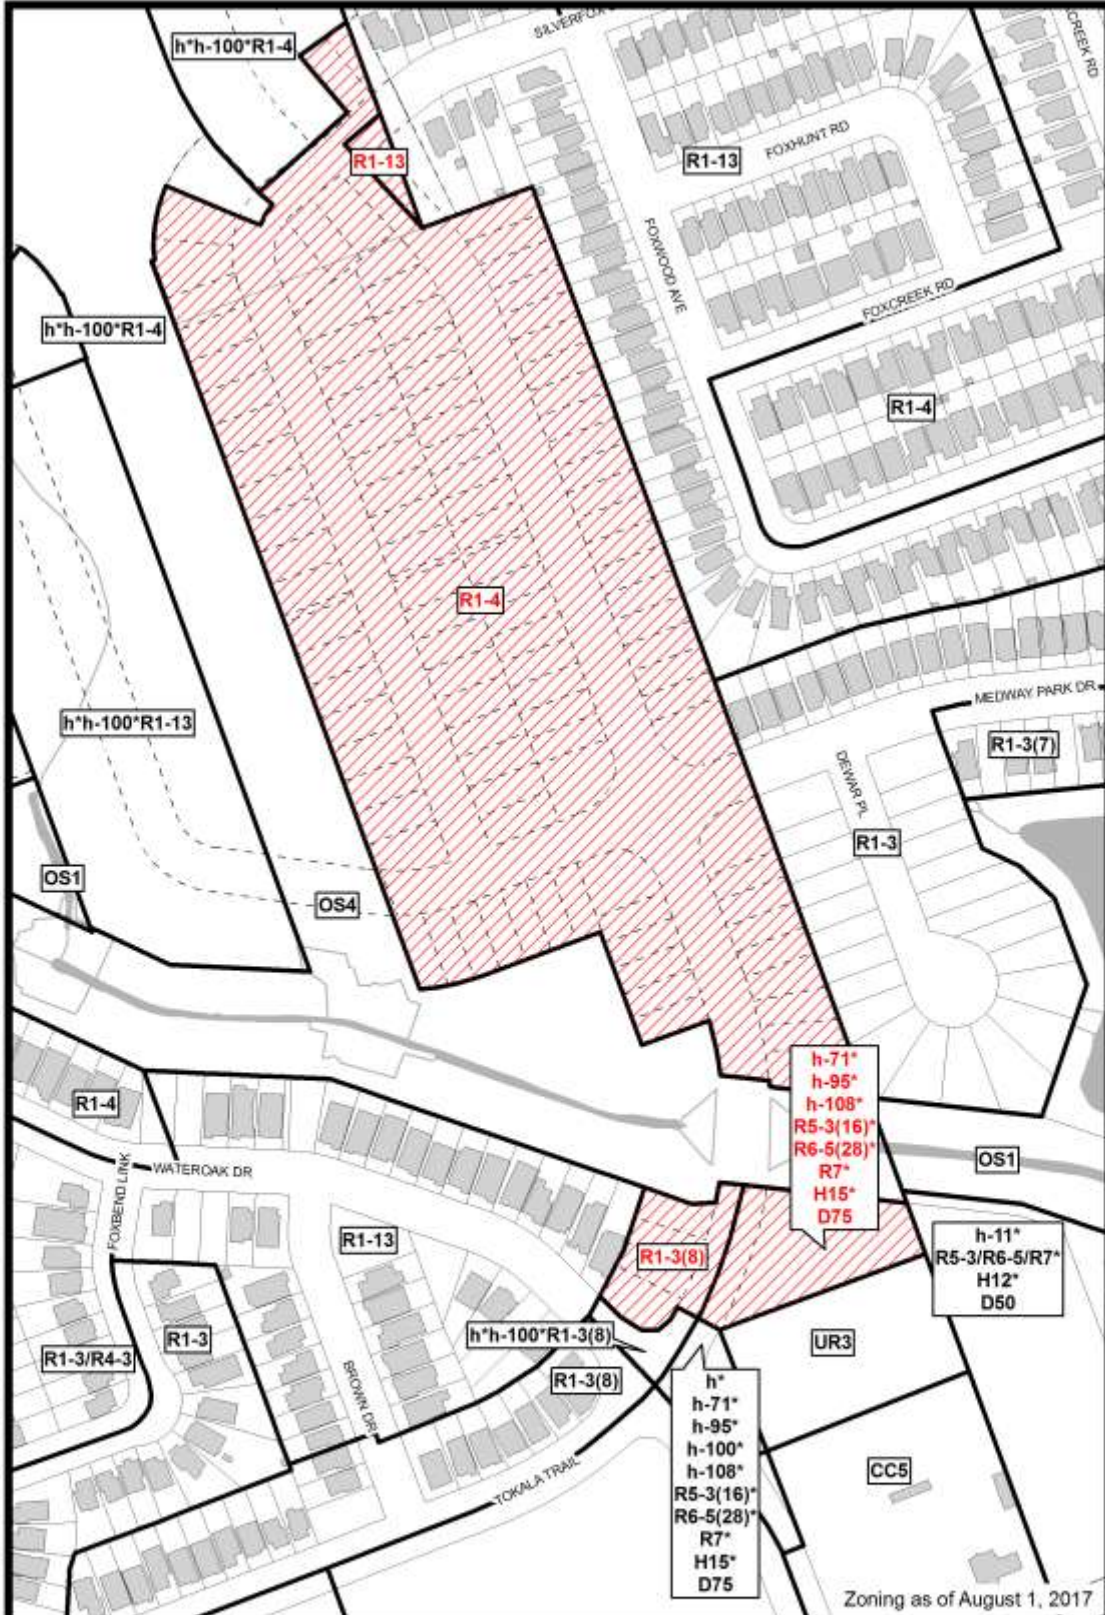 SILVERFOX
XCREEK RD
h*h-100*R1-4
R1-13
R1-13
FOXHUNT RD
FOXWOOD AVE
FOXCREEK RD
h*h-100*R1-4
R1-4
R1-4
MEDWAY PARK DR
h*h-100*R1-13
R1-3(7)
DEWAR PL
R1-3
OS1
OS4
h-71*
h-95*
h-108*
R5-3(16)*
R6-5(28)*
R7*
H15*
D75
R1-4
WATEROAK DR
FOXBEND LINK
OS1
R1-13
R1-3(8)
h-11*
R5-3/R6-5/R7*
H12*
D50
h*h-100*R1-3(8)
UR3
R1-3
R1-3/R4-3
R1-3(8)
BROWN DR
h*
h-71*
h-95*
h-100*
h-108*
R5-3(16)*
R6-5(28)*
R7*
H15*
D75
CC5
TOKALA TRAIL
Zoning as of August 1, 2017